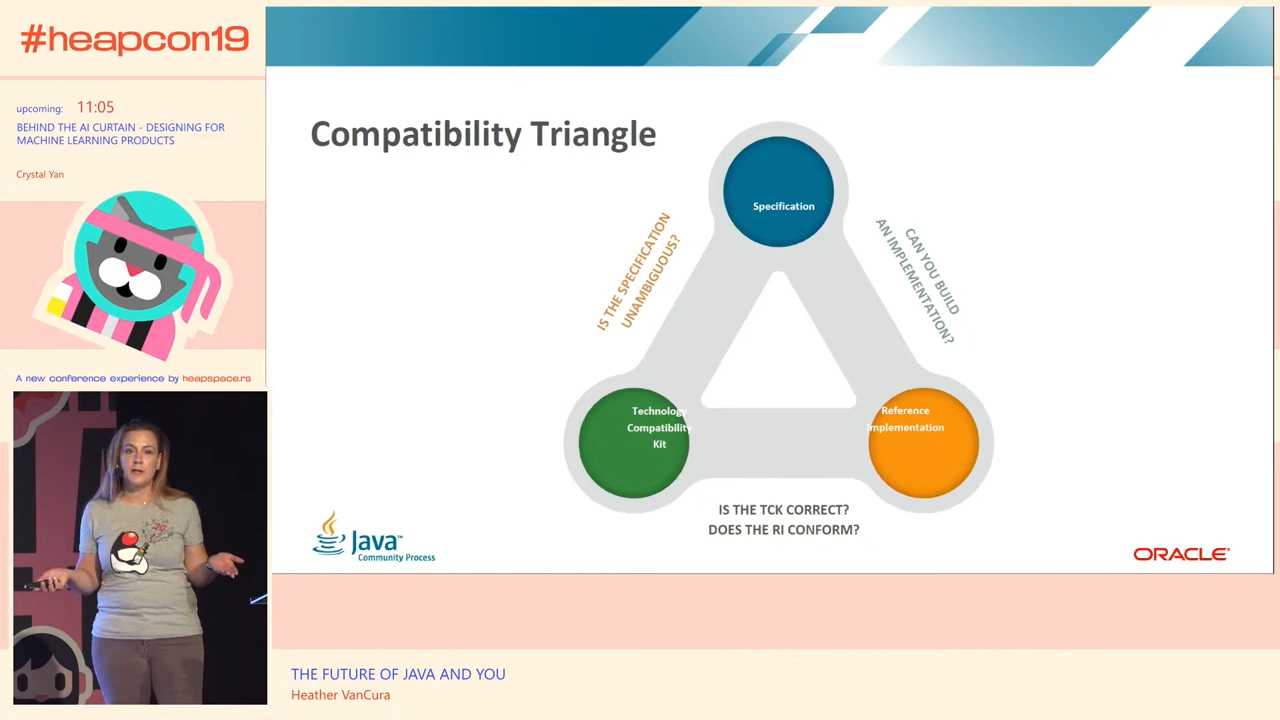 #heapcon19
upcoming: 11:05
BEHIND THE AI CURTAIN - DESIGNING FOR
MACHINE LEARNING PRODUCTS
Crystal Yan
A new conference experience by heapspace.rs
Compatibility Triangle
Specification
IS THE SPECIFICATION
UNAMBIGUOUS?
CAN YOU BUILD
AN IMPLEMENTATION?
Technology
Compatibility
Kit
Reference
Implementation
IS THE TCK CORRECT?
DOES THE RI CONFORM?
Java™
Community Process
ORACLE®
THE FUTURE OF JAVA AND YOU
Heather VanCura